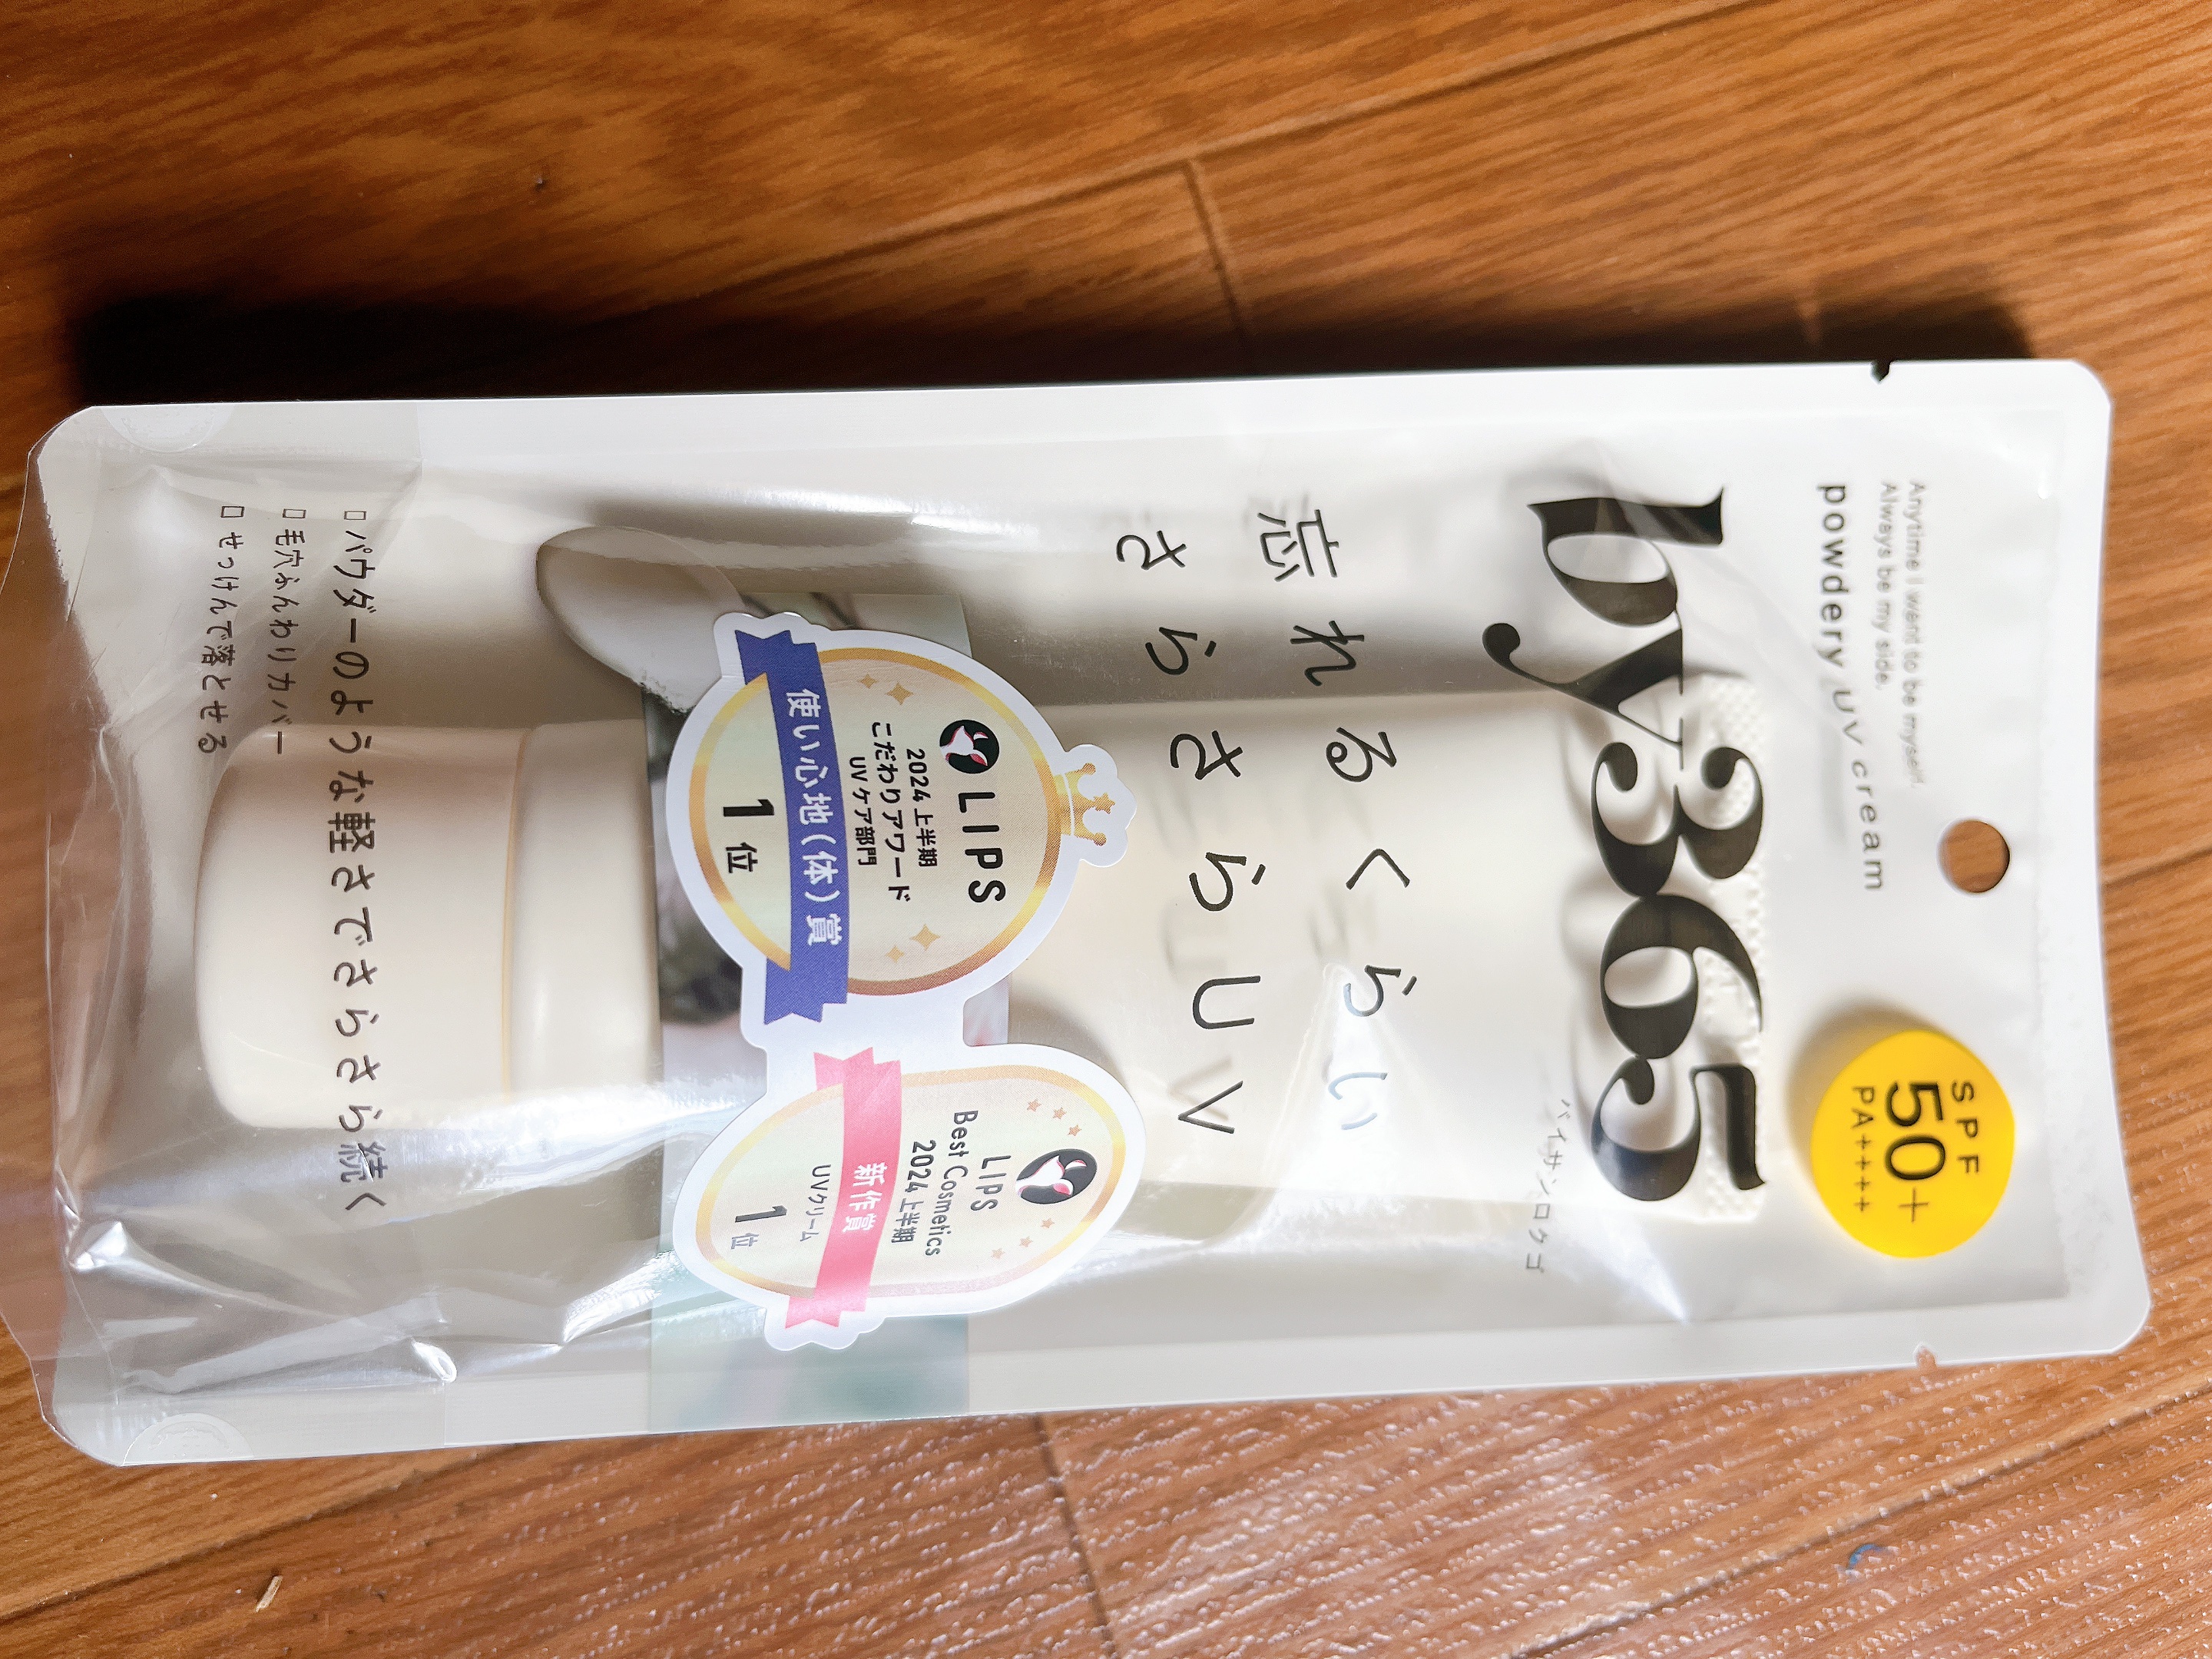 Anytime I want to be myself.
Always be my side.
powdery UV cream
SPF
50+
PA++++
by365
バイサンロクゴ
忘れるくらい
さらさらUV
LIPS
2024 上半期
こだわりアワード
UV ケア部門
使い心地(体)賞
1位
LIPS
Best Cosmetics
2024 上半期
新作賞
UVクリーム
1位
□パウダーのような軽さでさらさら続く
□毛穴ふんわりカバー
□せっけんで落とせる